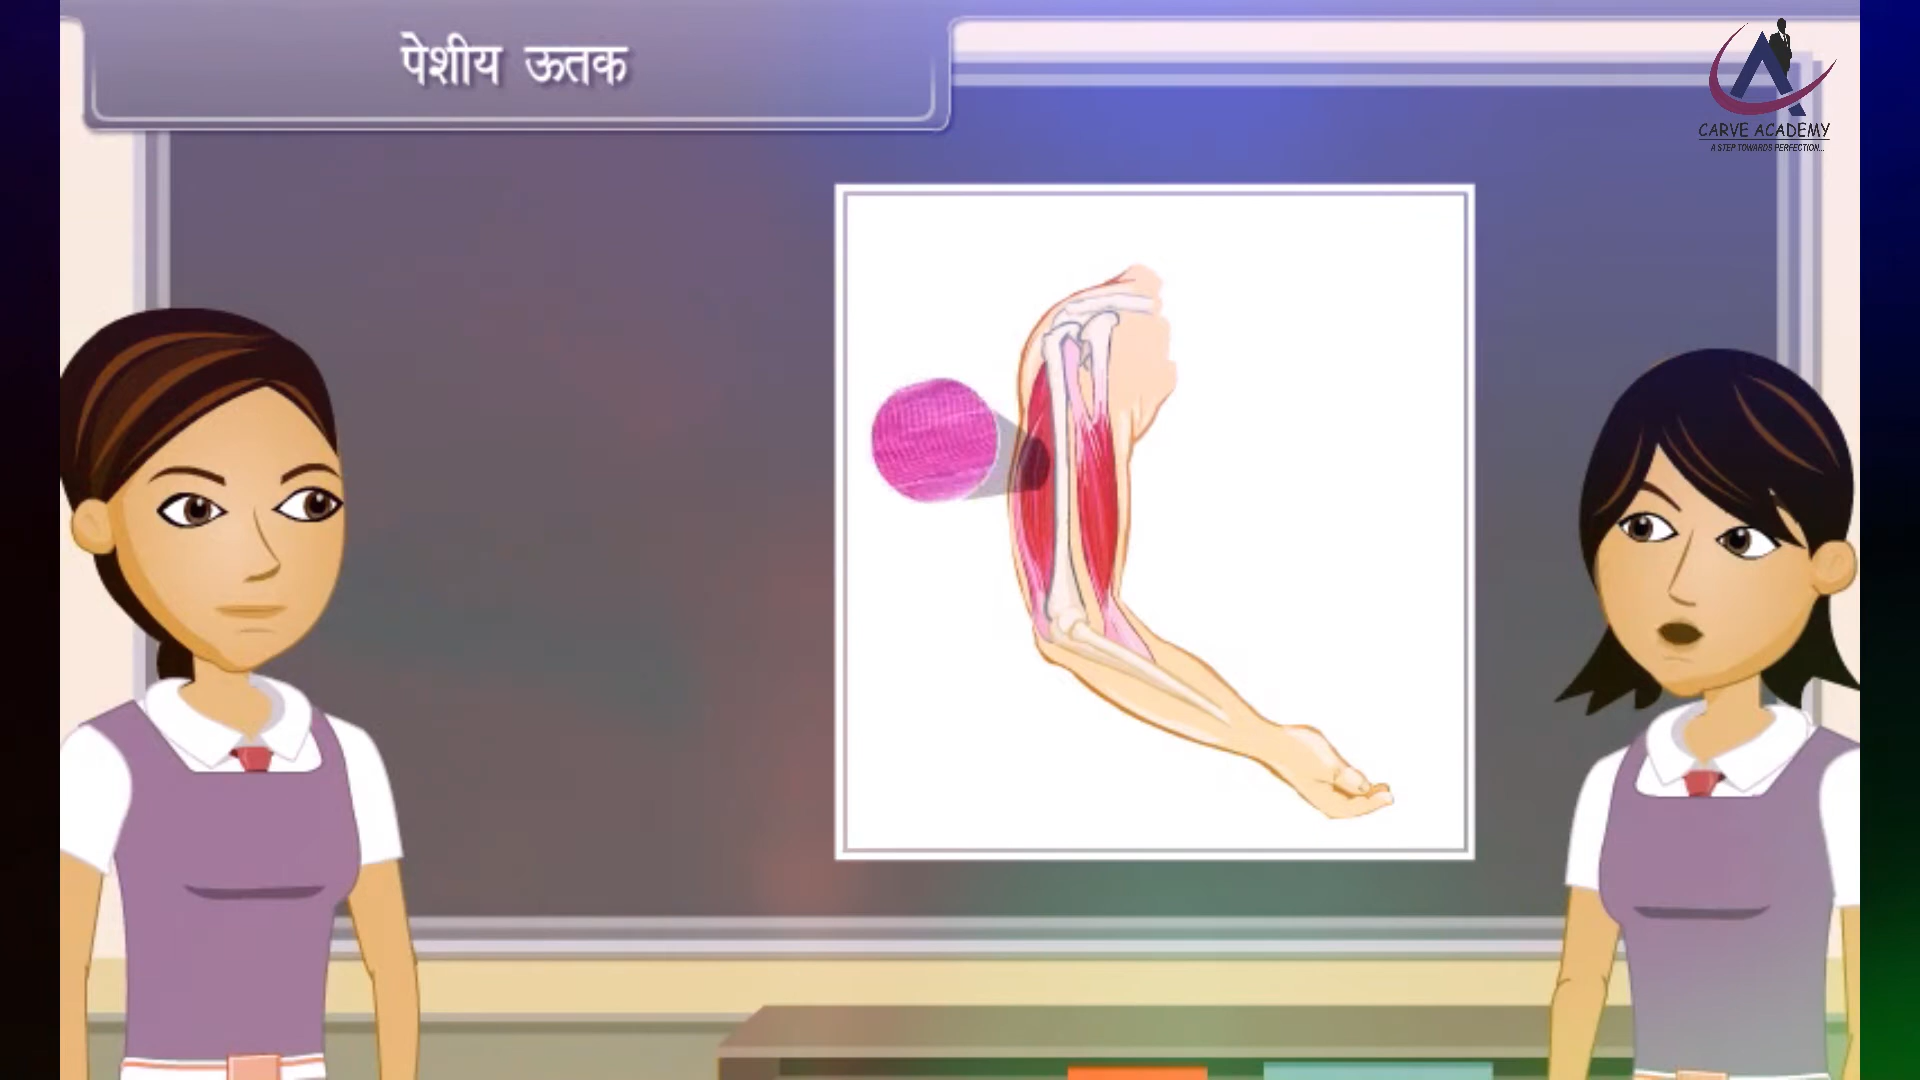 पेशीय ऊतक
CARVE ACADEMY
A STEP TOWARDS PERFECTION...